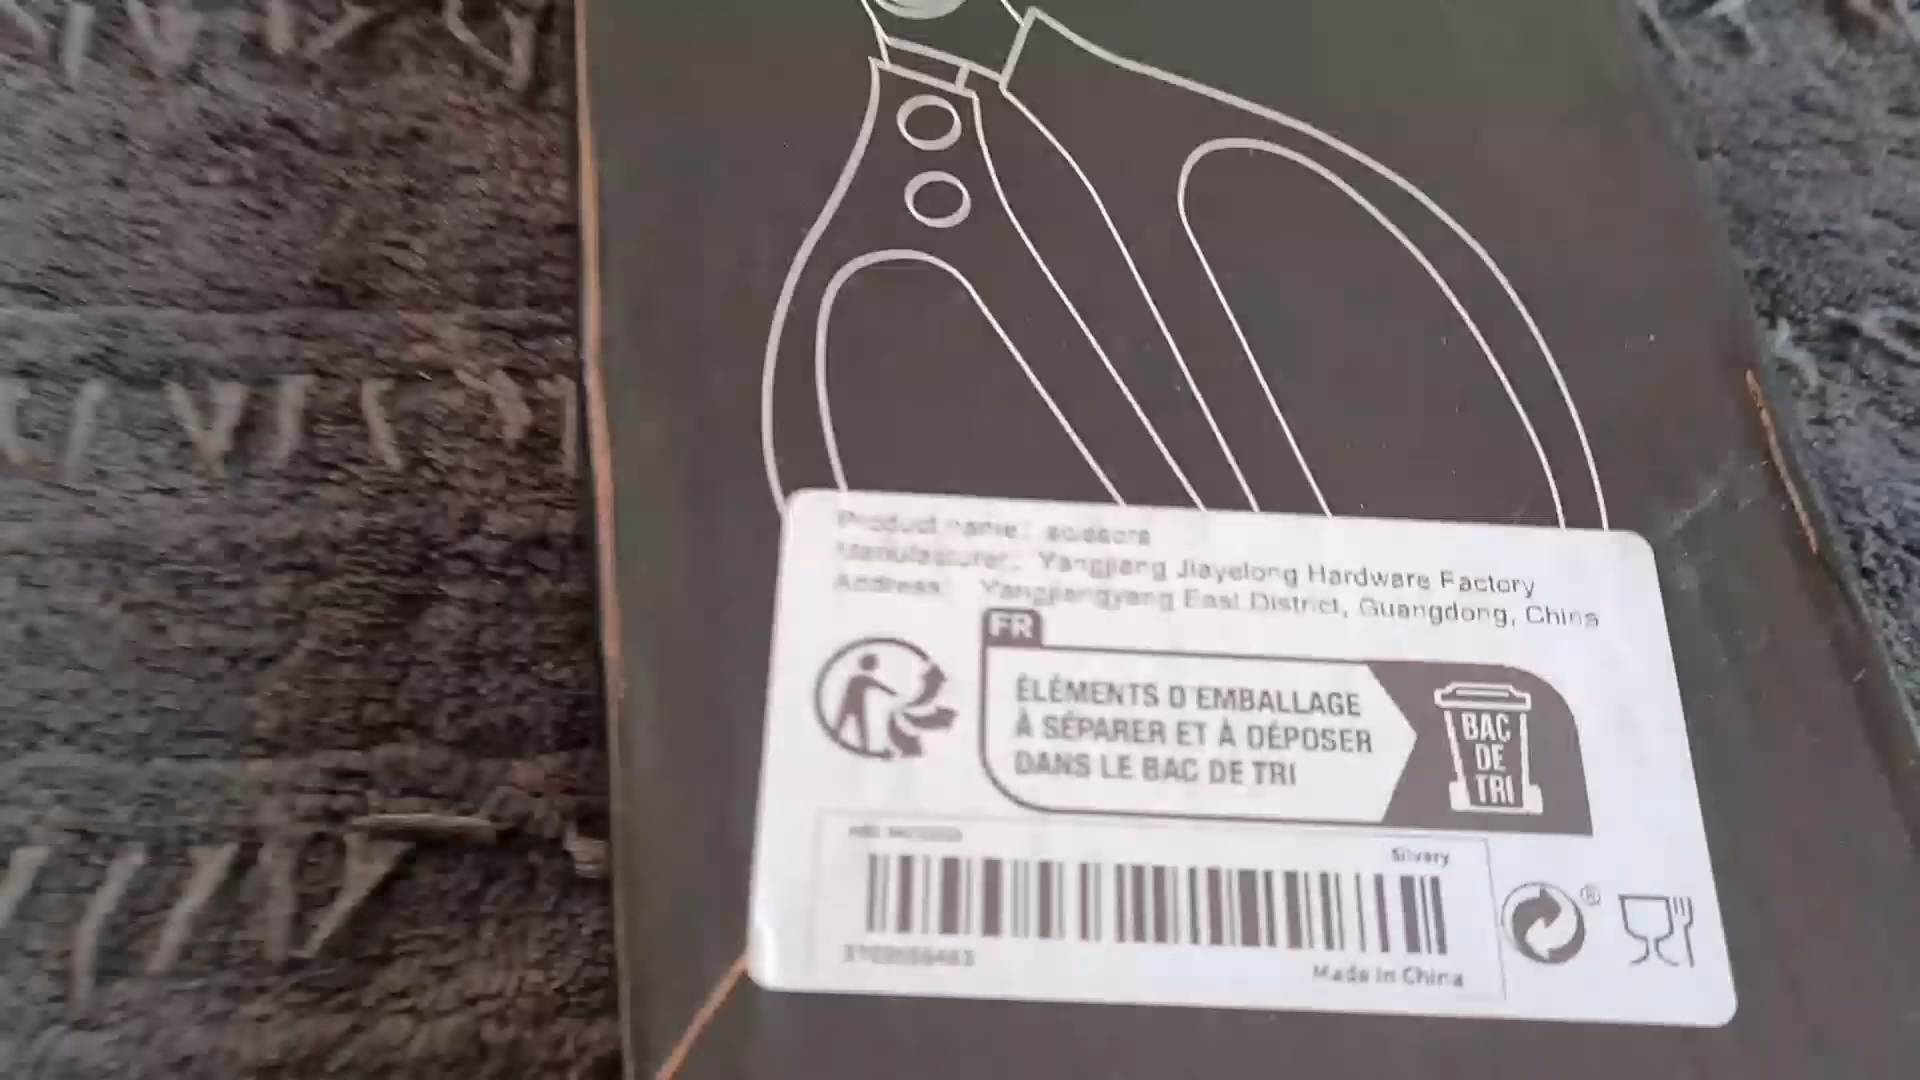 Product name: scissors
Manufacturer: Yangjiang Jiayelong Hardware Factory
Address: Yangjiangyang East District, Guangdong, China
FR
ÉLÉMENTS D'EMBALLAGE
À SÉPARER ET À DÉPOSER
DANS LE BAC DE TRI
BAC
DE
TRI
Silvery
Made in China